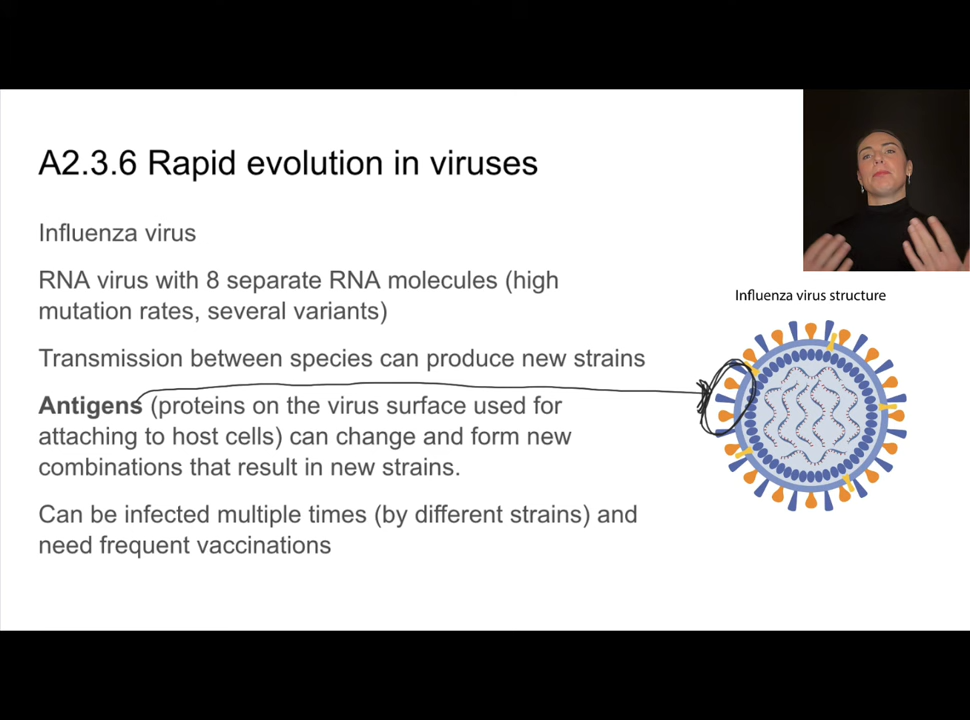 A2.3.6 Rapid evolution in viruses
Influenza virus
RNA virus with 8 separate RNA molecules (high
mutation rates, several variants)
Transmission between species can produce new strains
Antigens (proteins on the virus surface used for
attaching to host cells) can change and form new
combinations that result in new strains.
Can be infected multiple times (by different strains) and
need frequent vaccinations
Influenza virus structure